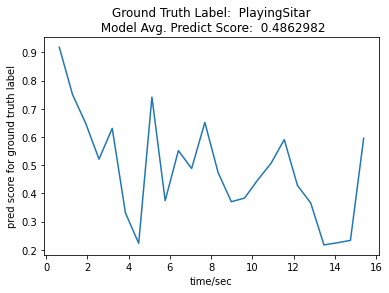 Ground Truth Label:  PlayingSitar
Model Avg. Predict Score:  0.4862982
pred score for ground truth label
0.9
0.8
0.7
0.6
0.5
0.4
0.3
0.2
0 2 4 6 8 10 12 14 16
time/sec